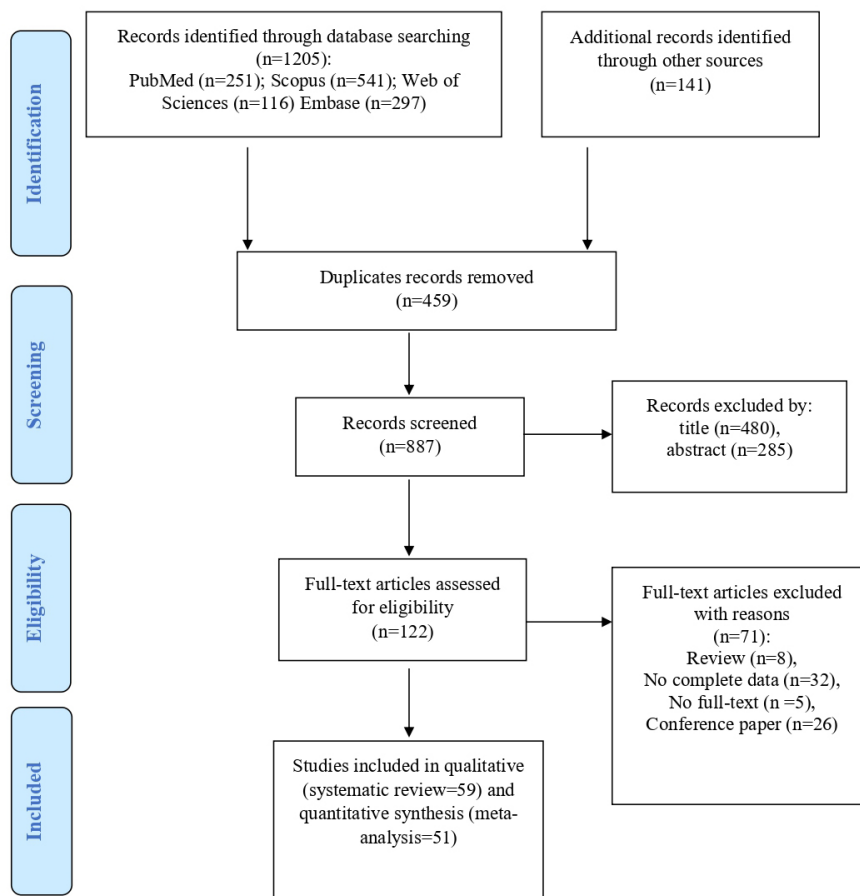 Identification
Records identified through database searching
(n=1205):
PubMed (n=251); Scopus (n=541); Web of
Sciences (n=116) Embase (n=297)
Additional records identified
through other sources
(n=141)
Duplicates records removed
(n=459)
Screening
Records screened
(n=887)
Records excluded by:
title (n=480),
abstract (n=285)
Eligibility
Full-text articles assessed
for eligibility
(n=122)
Full-text articles excluded
with reasons
(n=71):
Review (n=8),
No complete data (n=32),
No full-text (n =5),
Conference paper (n=26)
Included
Studies included in qualitative
(systematic review=59) and
quantitative synthesis (meta-
analysis=51)